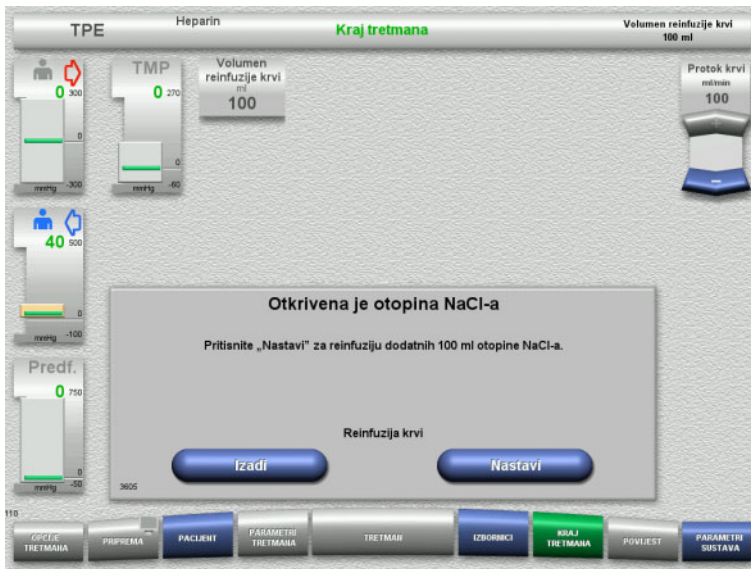 TPE
Heparin
Kraj tretmana
Volumen reinfuzije krvi
100 ml
0
300
0
mmHg -300
TMP
0 270
0
mmHg -60
Volumen
reinfuzije krvi
ml
100
Protok krvi
ml/min
100
40 500
0
mmHg -100
Predf.
0 750
0
mmHg -50
Otkrivena je otopina NaCl-a
Pritisnite „Nastavi” za reinfuziju dodatnih 100 ml otopine NaCl-a.
Reinfuzija krvi
Izađi
Nastavi
3605
110
OPCIJE
TRETMANA
PRIPREMA
PACIJENT
PARAMETRI
TRETMANA
TRETMAN
IZBORNICI
KRAJ
TRETMANA
POVIJEST
PARAMETRI
SUSTAVA